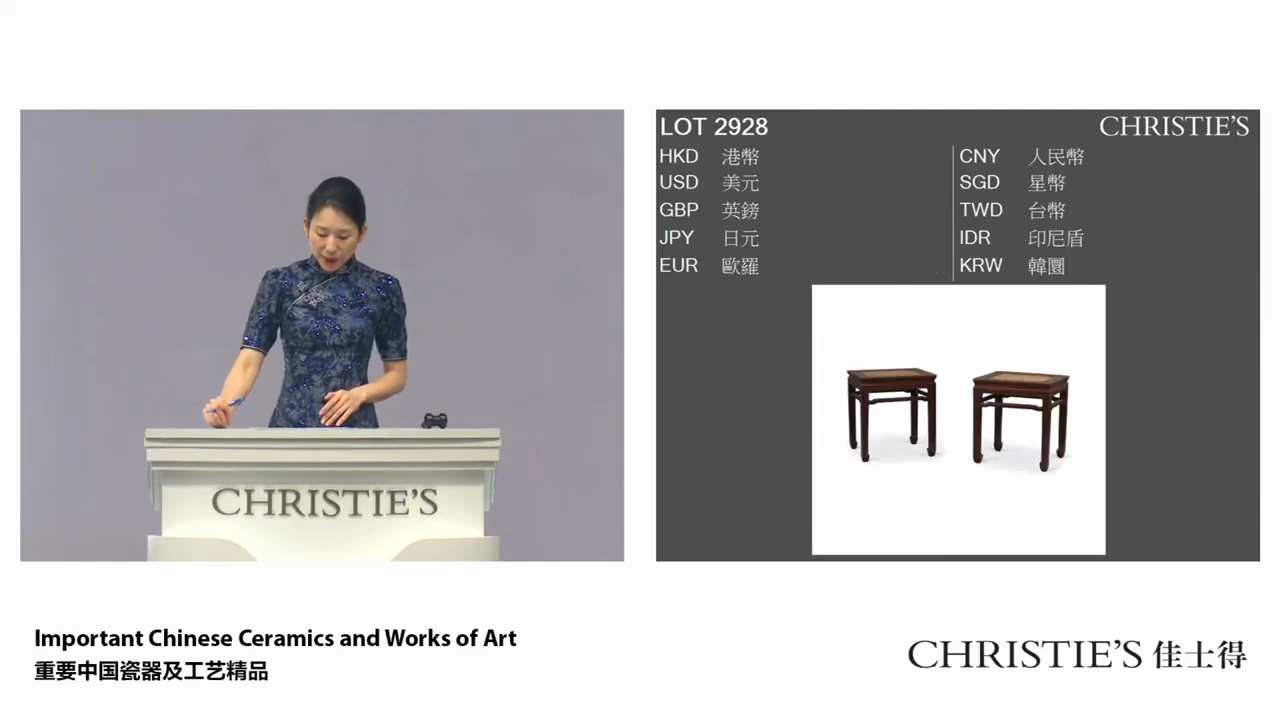 CHRISTIE'S
LOT 2928
CHRISTIE'S
HKD 港幣
USD 美元
GBP 英鎊
JPY 日元
EUR 歐羅
CNY 人民幣
SGD 星幣
TWD 台幣
IDR 印尼盾
KRW 韓圜
Important Chinese Ceramics and Works of Art
重要中国瓷器及工艺精品
CHRISTIE'S 佳士得